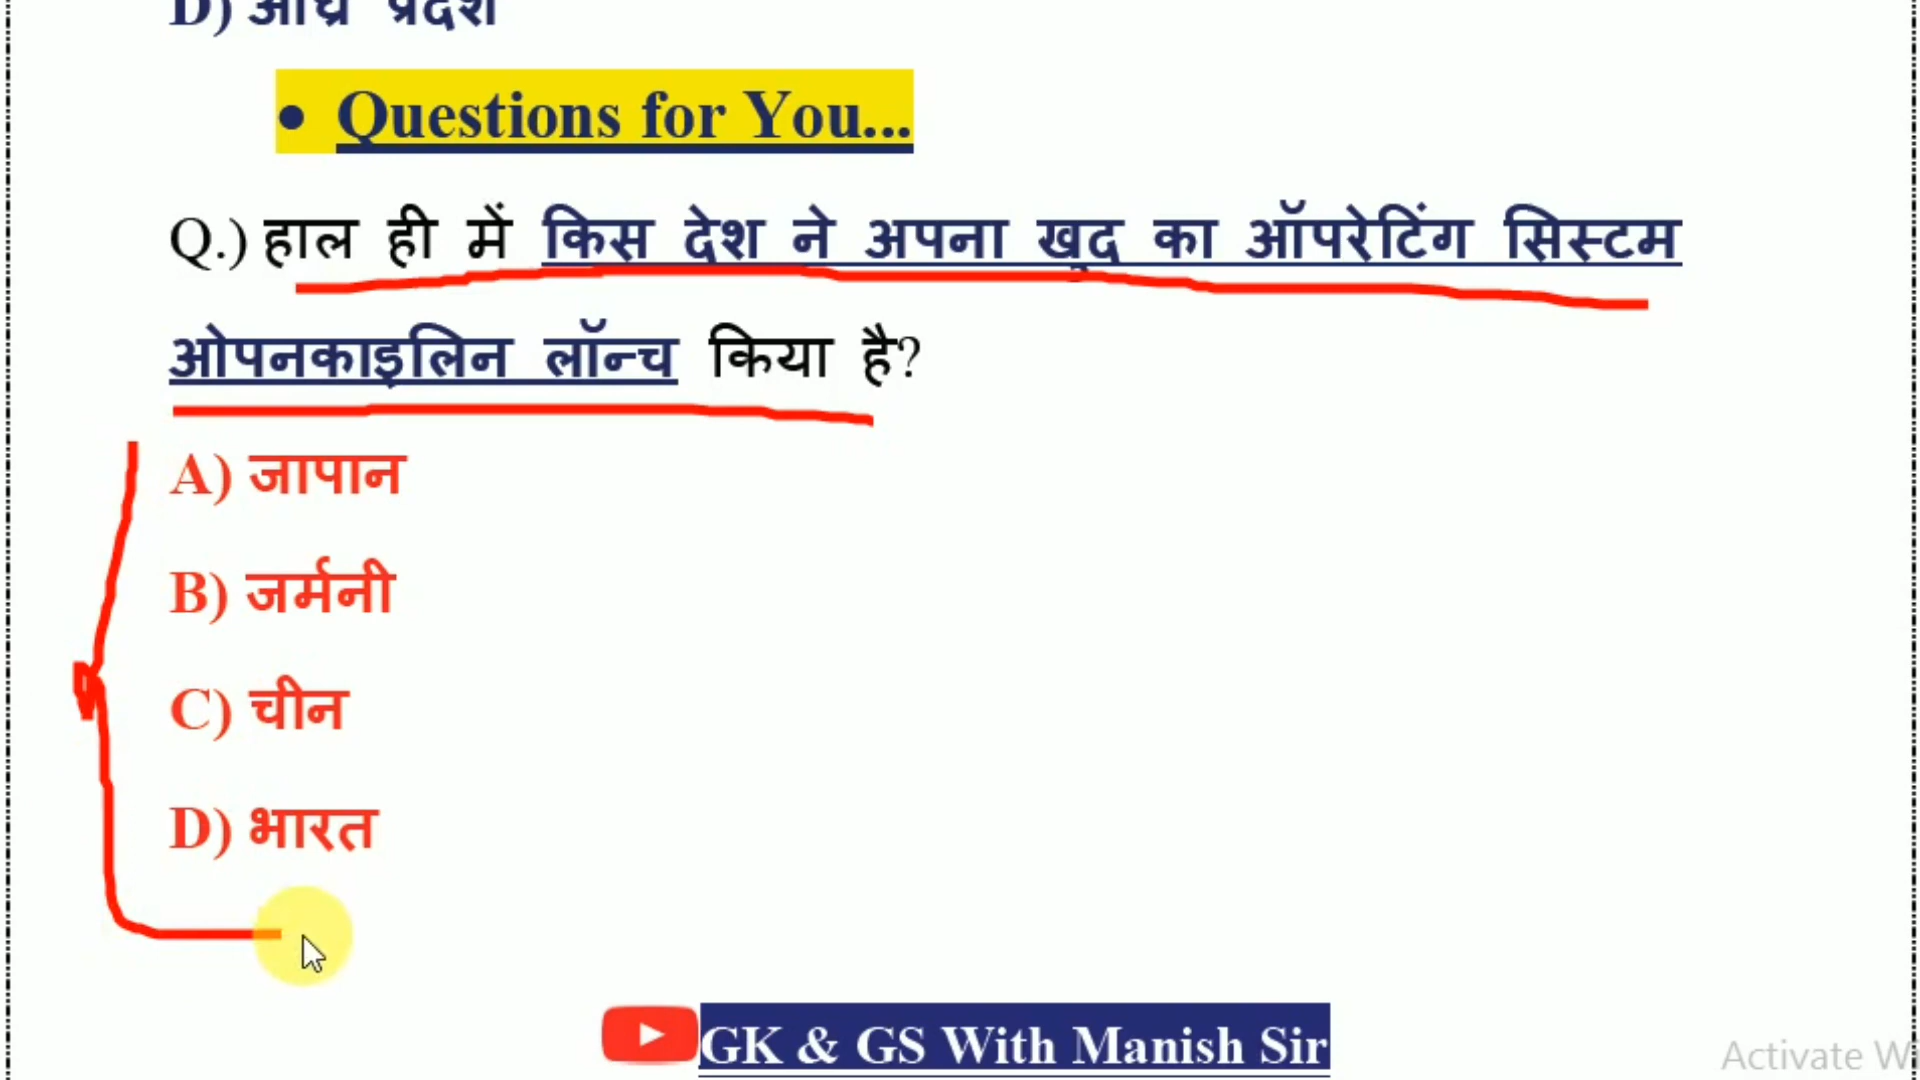 D) आंध्र प्रदेश
• Questions for You...
Q.) हाल ही में किस देश ने अपना खुद का ऑपरेटिंग सिस्टम
ओपनकाइलिन लॉन्च किया है?
A) जापान
B) जर्मनी
C) चीन
D) भारत
GK & GS With Manish Sir
Activate